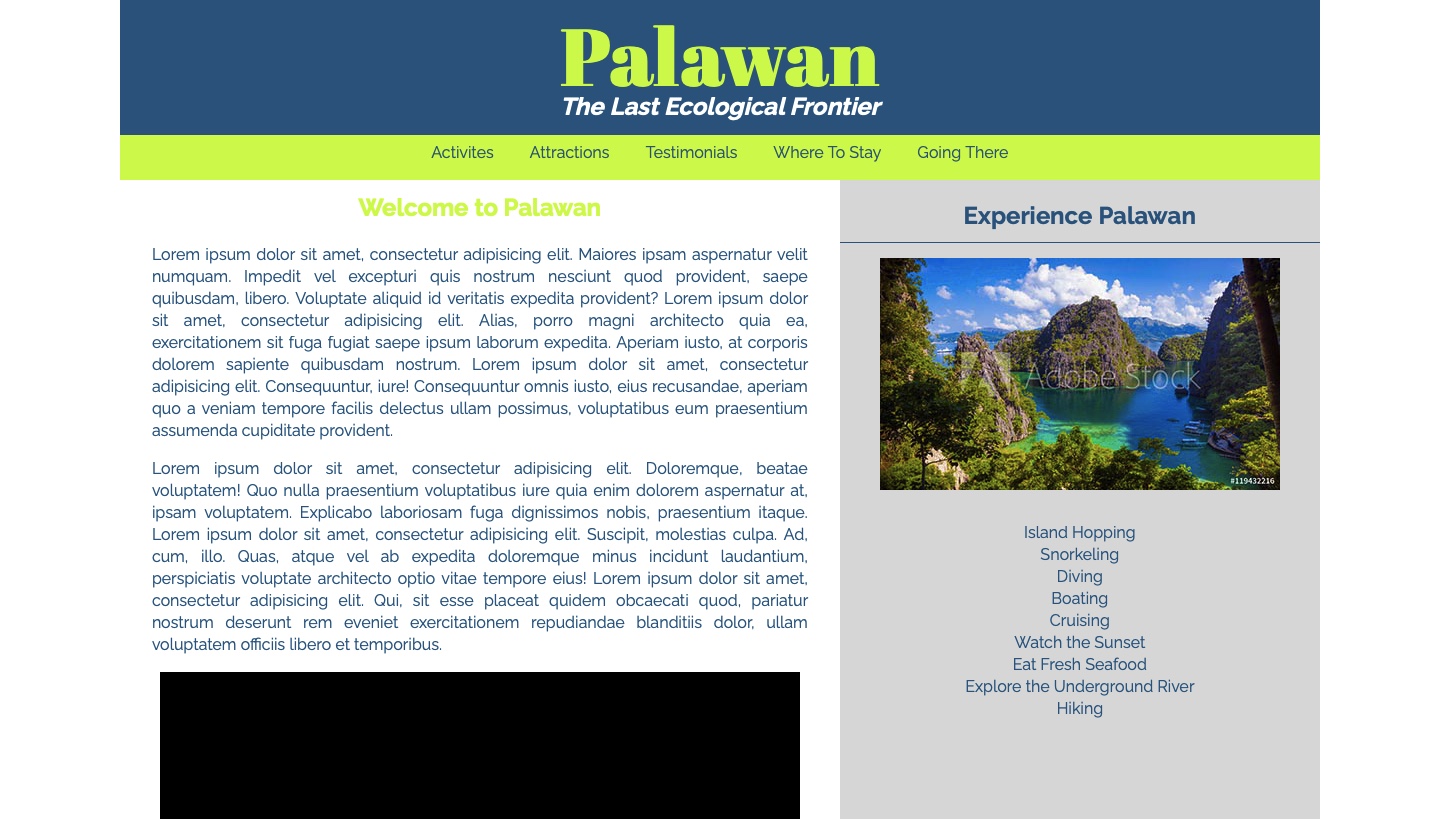 Palawan
The Last Ecological Frontier
Activites
Attractions
Testimonials
Where To Stay
Going There
Welcome to Palawan
Lorem ipsum dolor sit amet, consectetur adipisicing elit. Maiores ipsam aspernatur velit
numquam. Impedit vel excepturi quis nostrum nesciunt quod provident, saepe
quibusdam, libero. Voluptate aliquid id veritatis expedita provident? Lorem ipsum dolor
sit amet, consectetur adipisicing elit. Alias, porro magni architecto quia ea,
exercitationem sit fuga fugiat saepe ipsum laborum expedita. Aperiam iusto, at corporis
dolorem sapiente quibusdam nostrum. Lorem ipsum dolor sit amet, consectetur
adipisicing elit. Consequuntur, iure! Consequuntur omnis iusto, eius recusandae, aperiam
quo a veniam tempore facilis delectus ullam possimus, voluptatibus eum praesentium
assumenda cupiditate provident.
Lorem ipsum dolor sit amet, consectetur adipisicing elit. Doloremque, beatae
voluptatem! Quo nulla praesentium voluptatibus iure quia enim dolorem aspernatur at,
ipsam voluptatem. Explicabo laboriosam fuga dignissimos nobis, praesentium itaque.
Lorem ipsum dolor sit amet, consectetur adipisicing elit. Suscipit, molestias culpa. Ad,
cum, illo. Quas, atque vel ab expedita doloremque minus incidunt laudantium,
perspiciatis voluptate architecto optio vitae tempore eius! Lorem ipsum dolor sit amet,
consectetur adipisicing elit. Qui, sit esse placeat quidem obcaecati quod, pariatur
nostrum deserunt rem eveniet exercitationem repudiandae blanditiis dolor, ullam
voluptatem officiis libero et temporibus.
Experience Palawan
Adobe Stock
#119432216
Island Hopping
Snorkeling
Diving
Boating
Cruising
Watch the Sunset
Eat Fresh Seafood
Explore the Underground River
Hiking